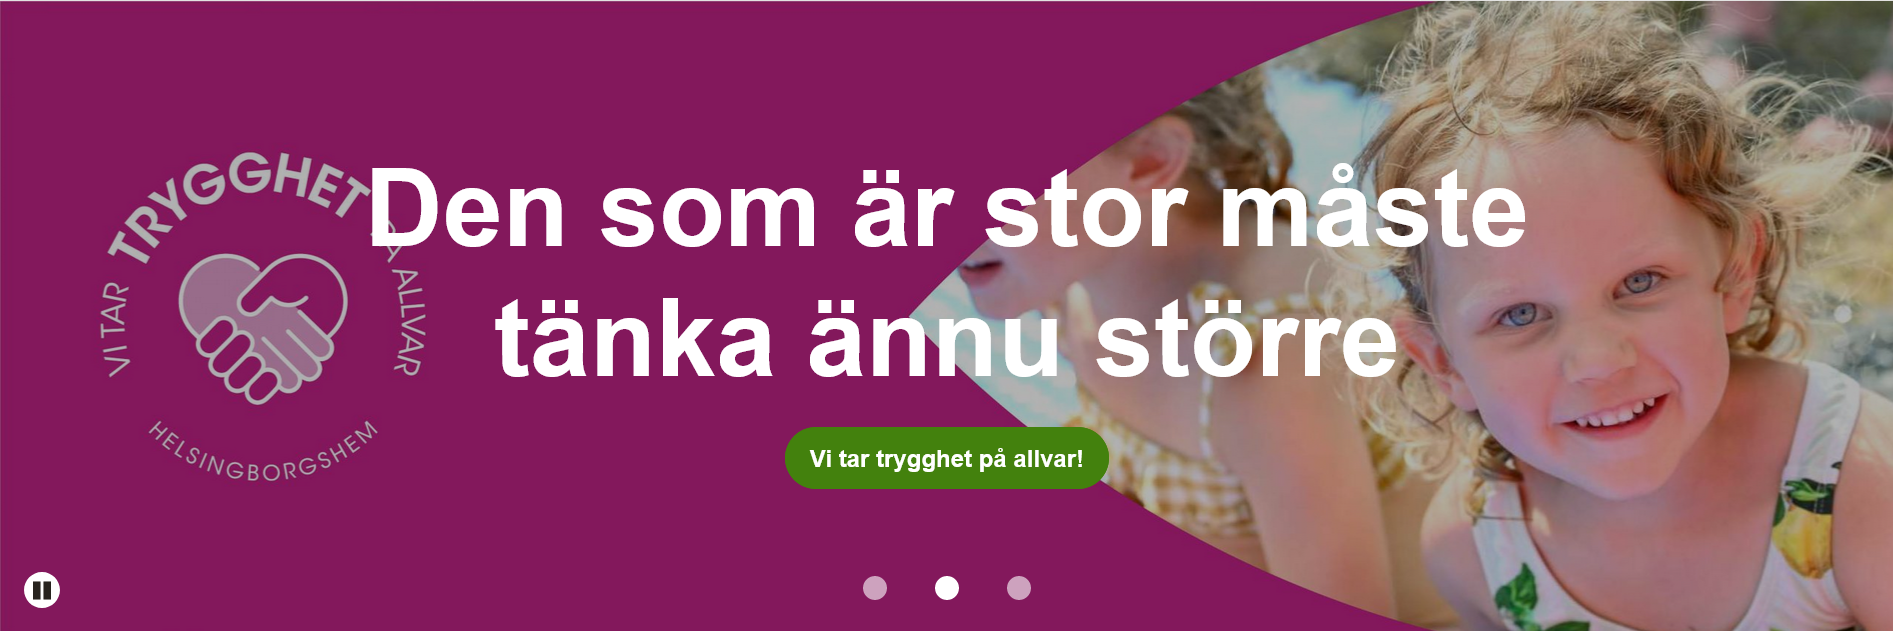 VI TAR TRYGGHET PÅ ALLVAR
HELSINGBORGSHEM
Den som är stor måste
tänka ännu större
Vi tar trygghet på allvar!